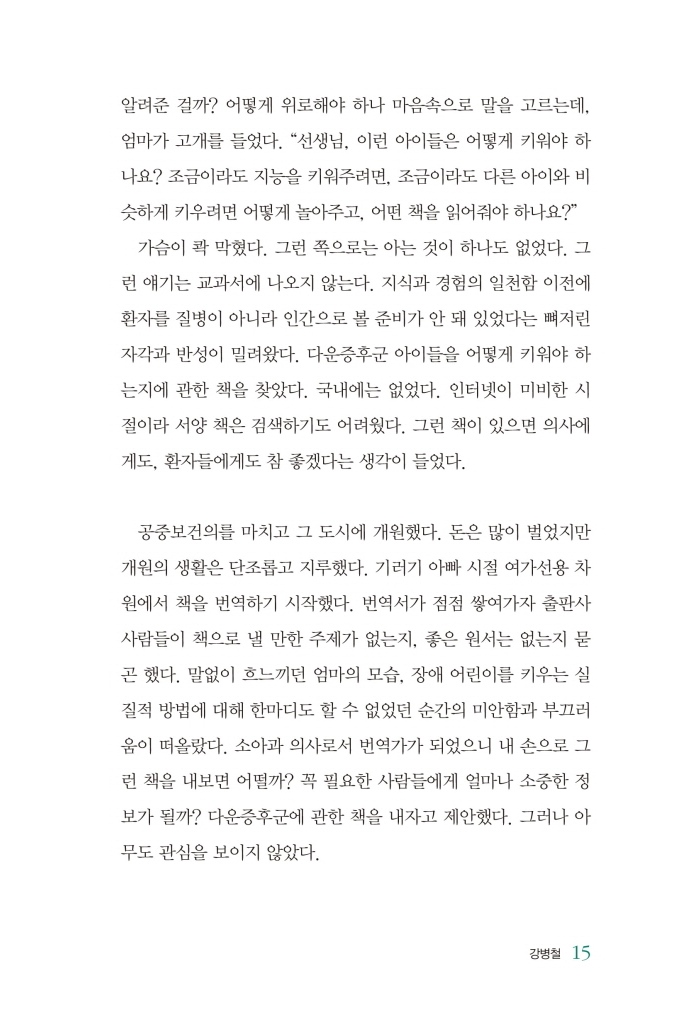 알려준 걸까? 어떻게 위로해야 하나 마음속으로 말을 고르는데,
엄마가 고개를 들었다. “선생님, 이런 아이들은 어떻게 키워야 하
나요? 조금이라도 지능을 키워주려면, 조금이라도 다른 아이와 비
슷하게 키우려면 어떻게 놀아주고, 어떤 책을 읽어줘야 하나요?”
가슴이 콱 막혔다. 그런 쪽으로는 아는 것이 하나도 없었다. 그
런 얘기는 교과서에 나오지 않는다. 지식과 경험의 일천함 이전에
환자를 질병이 아니라 인간으로 볼 준비가 안 돼 있었다는 뼈저린
자각과 반성이 밀려왔다. 다운증후군 아이들을 어떻게 키워야 하
는지에 관한 책을 찾았다. 국내에는 없었다. 인터넷이 미비한 시
절이라 서양 책은 검색하기도 어려웠다. 그런 책이 있으면 의사에
게도, 환자들에게도 참 좋겠다는 생각이 들었다.
공중보건의를 마치고 그 도시에 개원했다. 돈은 많이 벌었지만
개원의 생활은 단조롭고 지루했다. 기러기 아빠 시절 여가선용 차
원에서 책을 번역하기 시작했다. 번역서가 점점 쌓여가자 출판사
사람들이 책으로 낼 만한 주제가 없는지, 좋은 원서는 없는지 묻
곤 했다. 말없이 흐느끼던 엄마의 모습, 장애 어린이를 키우는 실
질적 방법에 대해 한마디도 할 수 없었던 순간의 미안함과 부끄러
움이 떠올랐다. 소아과 의사로서 번역가가 되었으니 내 손으로 그
런 책을 내보면 어떨까? 꼭 필요한 사람들에게 얼마나 소중한 정
보가 될까? 다운증후군에 관한 책을 내자고 제안했다. 그러나 아
무도 관심을 보이지 않았다.
강병철 15